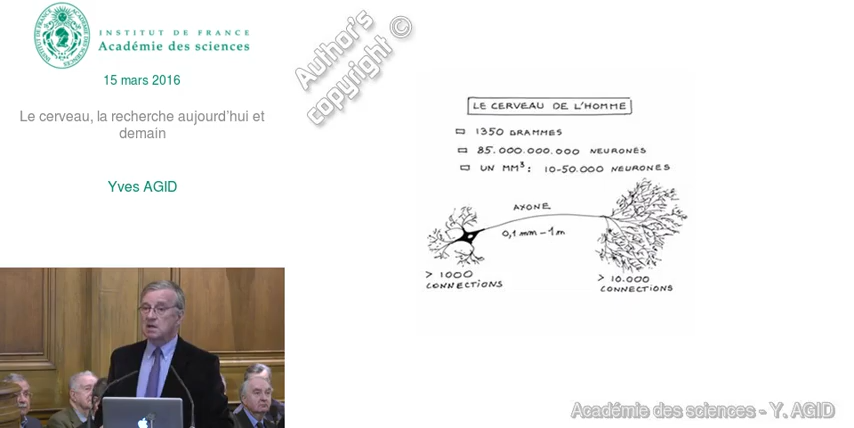 INSTITUT DE FRANCE
Académie des sciences
15 mars 2016
Le cerveau, la recherche aujourd'hui et
demain
Yves AGID
Author's
copyright ©
LE CERVEAU DE L'HOMME
1350 GRAMMES
85.000.000.000 NEURONES
UN MM³ : 10-50.000 NEURONES
AXONE
0,1 mm - 1m
> 1000
CONNECTIONS
> 10.000
CONNECTIONS
Académie des sciences - Y. AGID